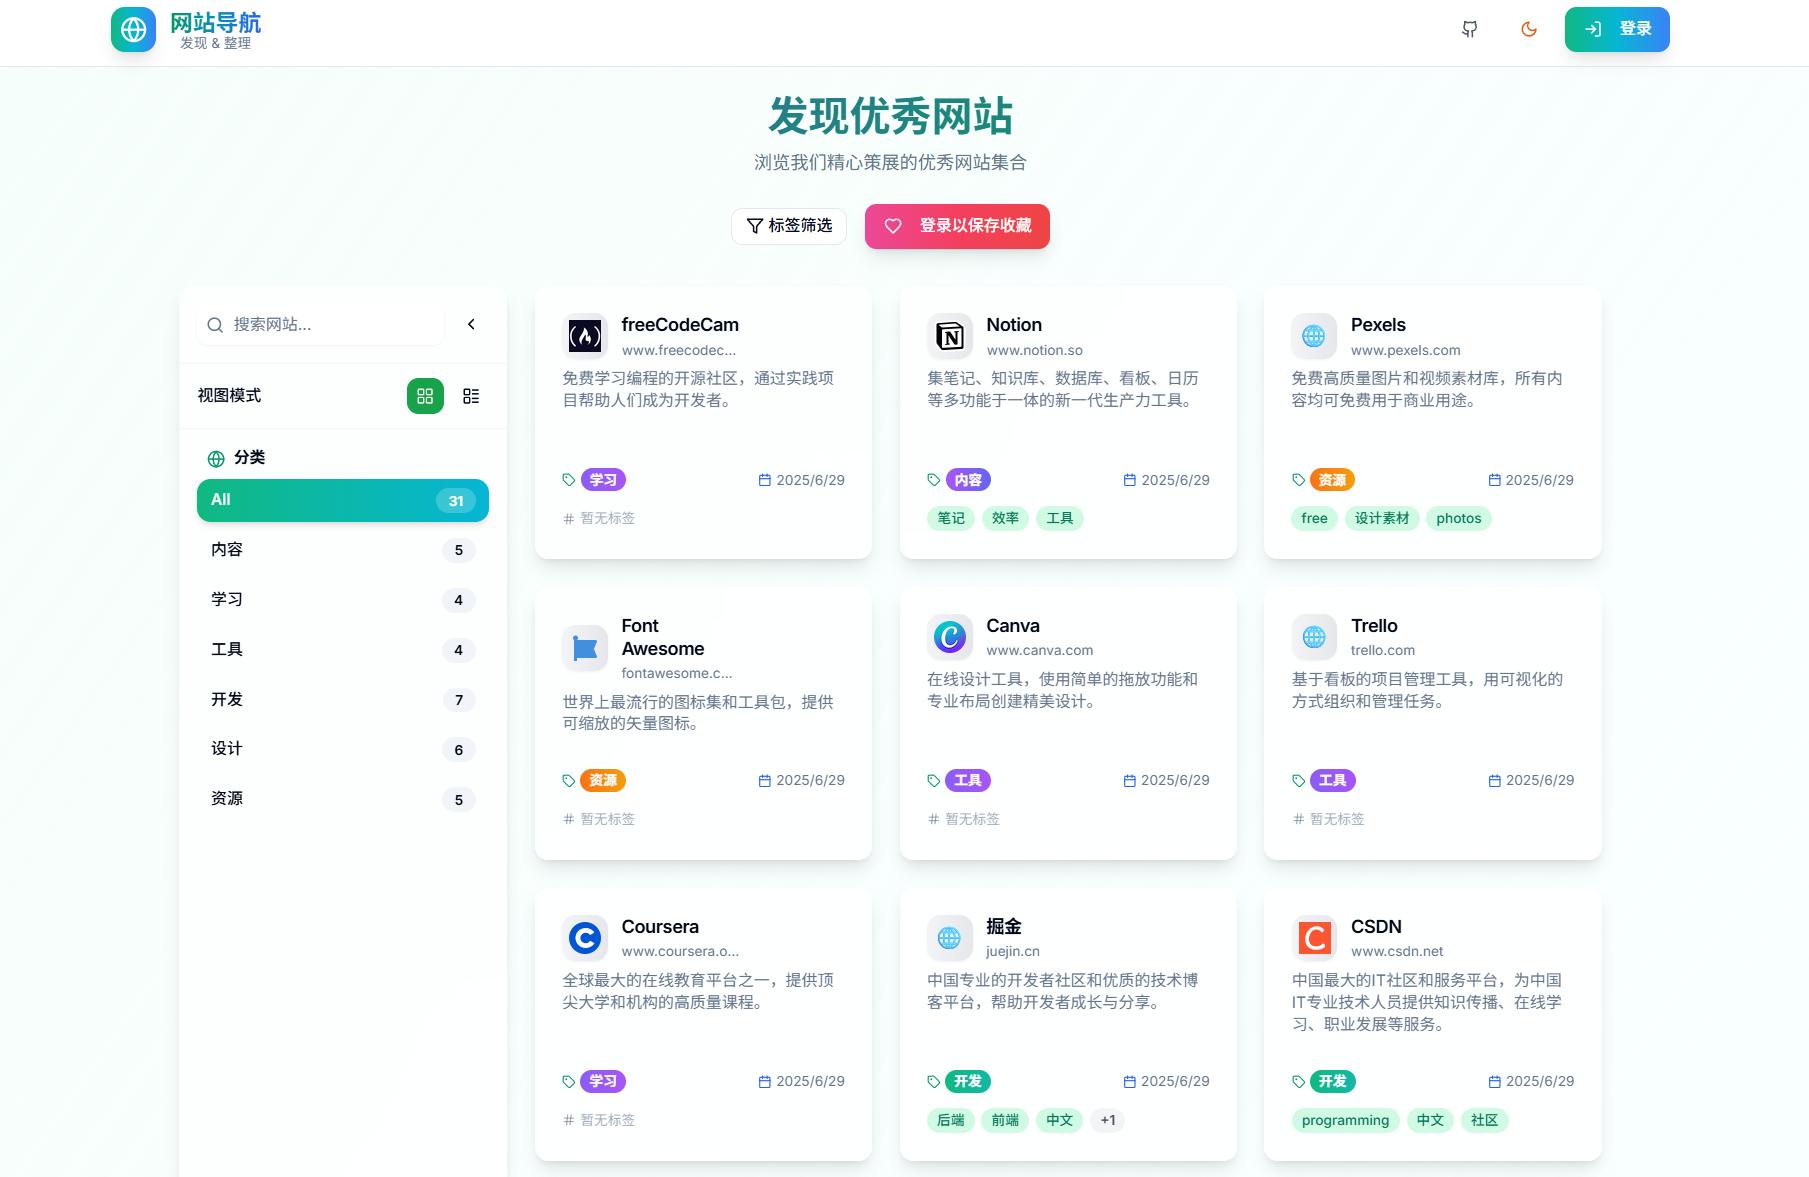 网站导航
发现 & 整理
登录
发现优秀网站
浏览我们精心策展的优秀网站集合
标签筛选
登录以保存收藏
搜索网站...
视图模式
分类
All 31
内容 5
学习 4
工具 4
开发 7
设计 6
资源 5
freeCodeCam
www.freecodec...
免费学习编程的开源社区，通过实践项
目帮助人们成为开发者。
学习 2025/6/29
# 暂无标签
Notion
www.notion.so
集笔记、知识库、数据库、看板、日历
等多功能于一体的新一代生产力工具。
内容 2025/6/29
笔记 效率 工具
Pexels
www.pexels.com
免费高质量图片和视频素材库，所有内
容均可免费用于商业用途。
资源 2025/6/29
free 设计素材 photos
Font
Awesome
fontawesome.c...
世界上最流行的图标集和工具包，提供
可缩放的矢量图标。
资源 2025/6/29
# 暂无标签
Canva
www.canva.com
在线设计工具，使用简单的拖放功能和
专业布局创建精美设计。
工具 2025/6/29
# 暂无标签
Trello
trello.com
基于看板的项目管理工具，用可视化的
方式组织和管理任务。
工具 2025/6/29
# 暂无标签
Coursera
www.coursera.o...
全球最大的在线教育平台之一，提供顶
尖大学和机构的高质量课程。
学习 2025/6/29
# 暂无标签
掘金
juejin.cn
中国专业的开发者社区和优质的技术博
客平台，帮助开发者成长与分享。
开发 2025/6/29
后端 前端 中文 +1
CSDN
www.csdn.net
中国最大的IT社区和服务平台，为中国
IT专业技术人员提供知识传播、在线学
习、职业发展等服务。
开发 2025/6/29
programming 中文 社区